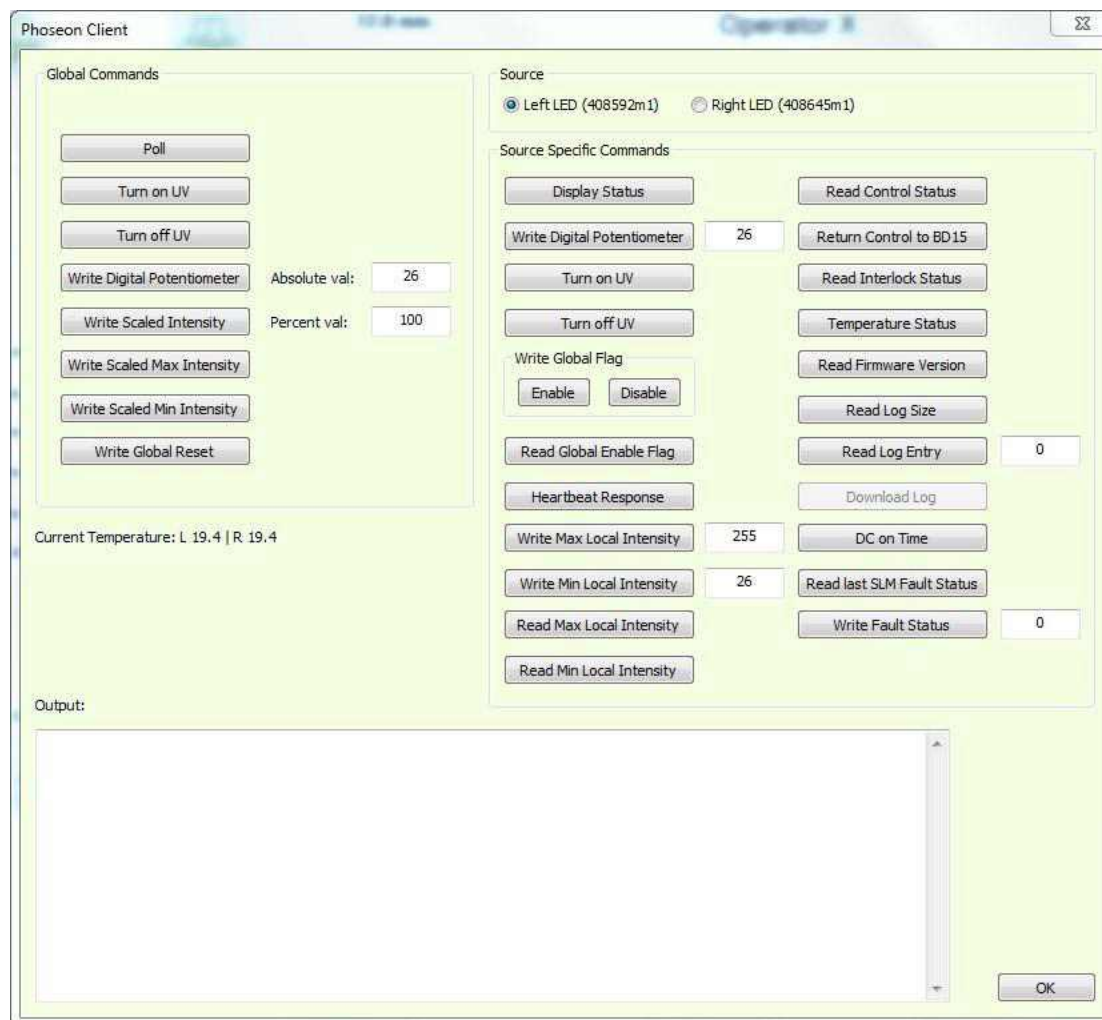 12.0 mm
Operator X
Phoseon Client
Global Commands
Poll
Turn on UV
Turn off UV
Write Digital Potentiometer Absolute val: 26
Write Scaled Intensity Percent val: 100
Write Scaled Max Intensity
Write Scaled Min Intensity
Write Global Reset
Current Temperature: L 19.4 | R 19.4
Source
Left LED (408592m1) Right LED (408645m1)
Source Specific Commands
Display Status Read Control Status
Write Digital Potentiometer 26 Return Control to BD15
Turn on UV Read Interlock Status
Turn off UV Temperature Status
Write Global Flag Read Firmware Version
Enable Disable
Read Log Size
Read Global Enable Flag Read Log Entry 0
Heartbeat Response Download Log
Write Max Local Intensity 255 DC on Time
Write Min Local Intensity 26 Read last SLM Fault Status
Read Max Local Intensity Write Fault Status 0
Read Min Local Intensity
Output:
OK